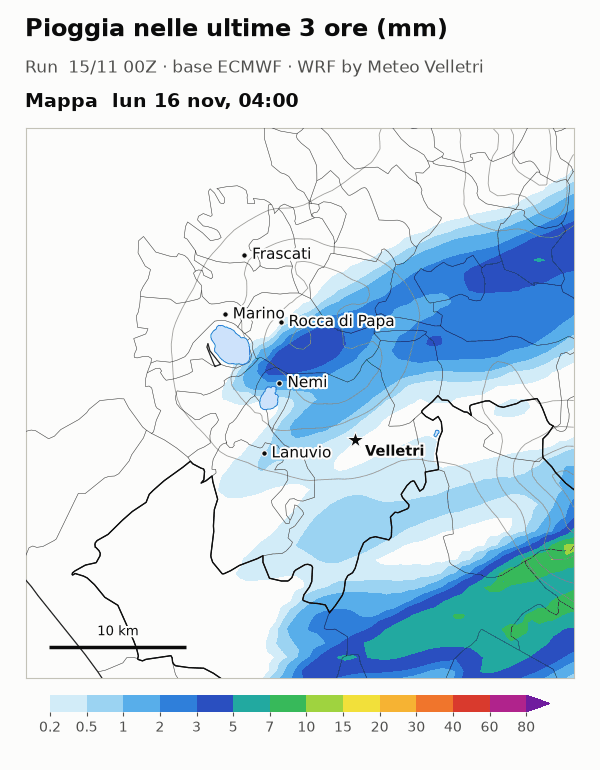 Pioggia nelle ultime 3 ore (mm)
Run  15/11 00Z · base ECMWF · WRF by Meteo Velletri
Mappa  lun 16 nov, 04:00
Frascati
Marino
Rocca di Papa
Nemi
Velletri
Lanuvio
10 km
0.2 0.5 1 2 3 5 7 10 15 20 30 40 60 80